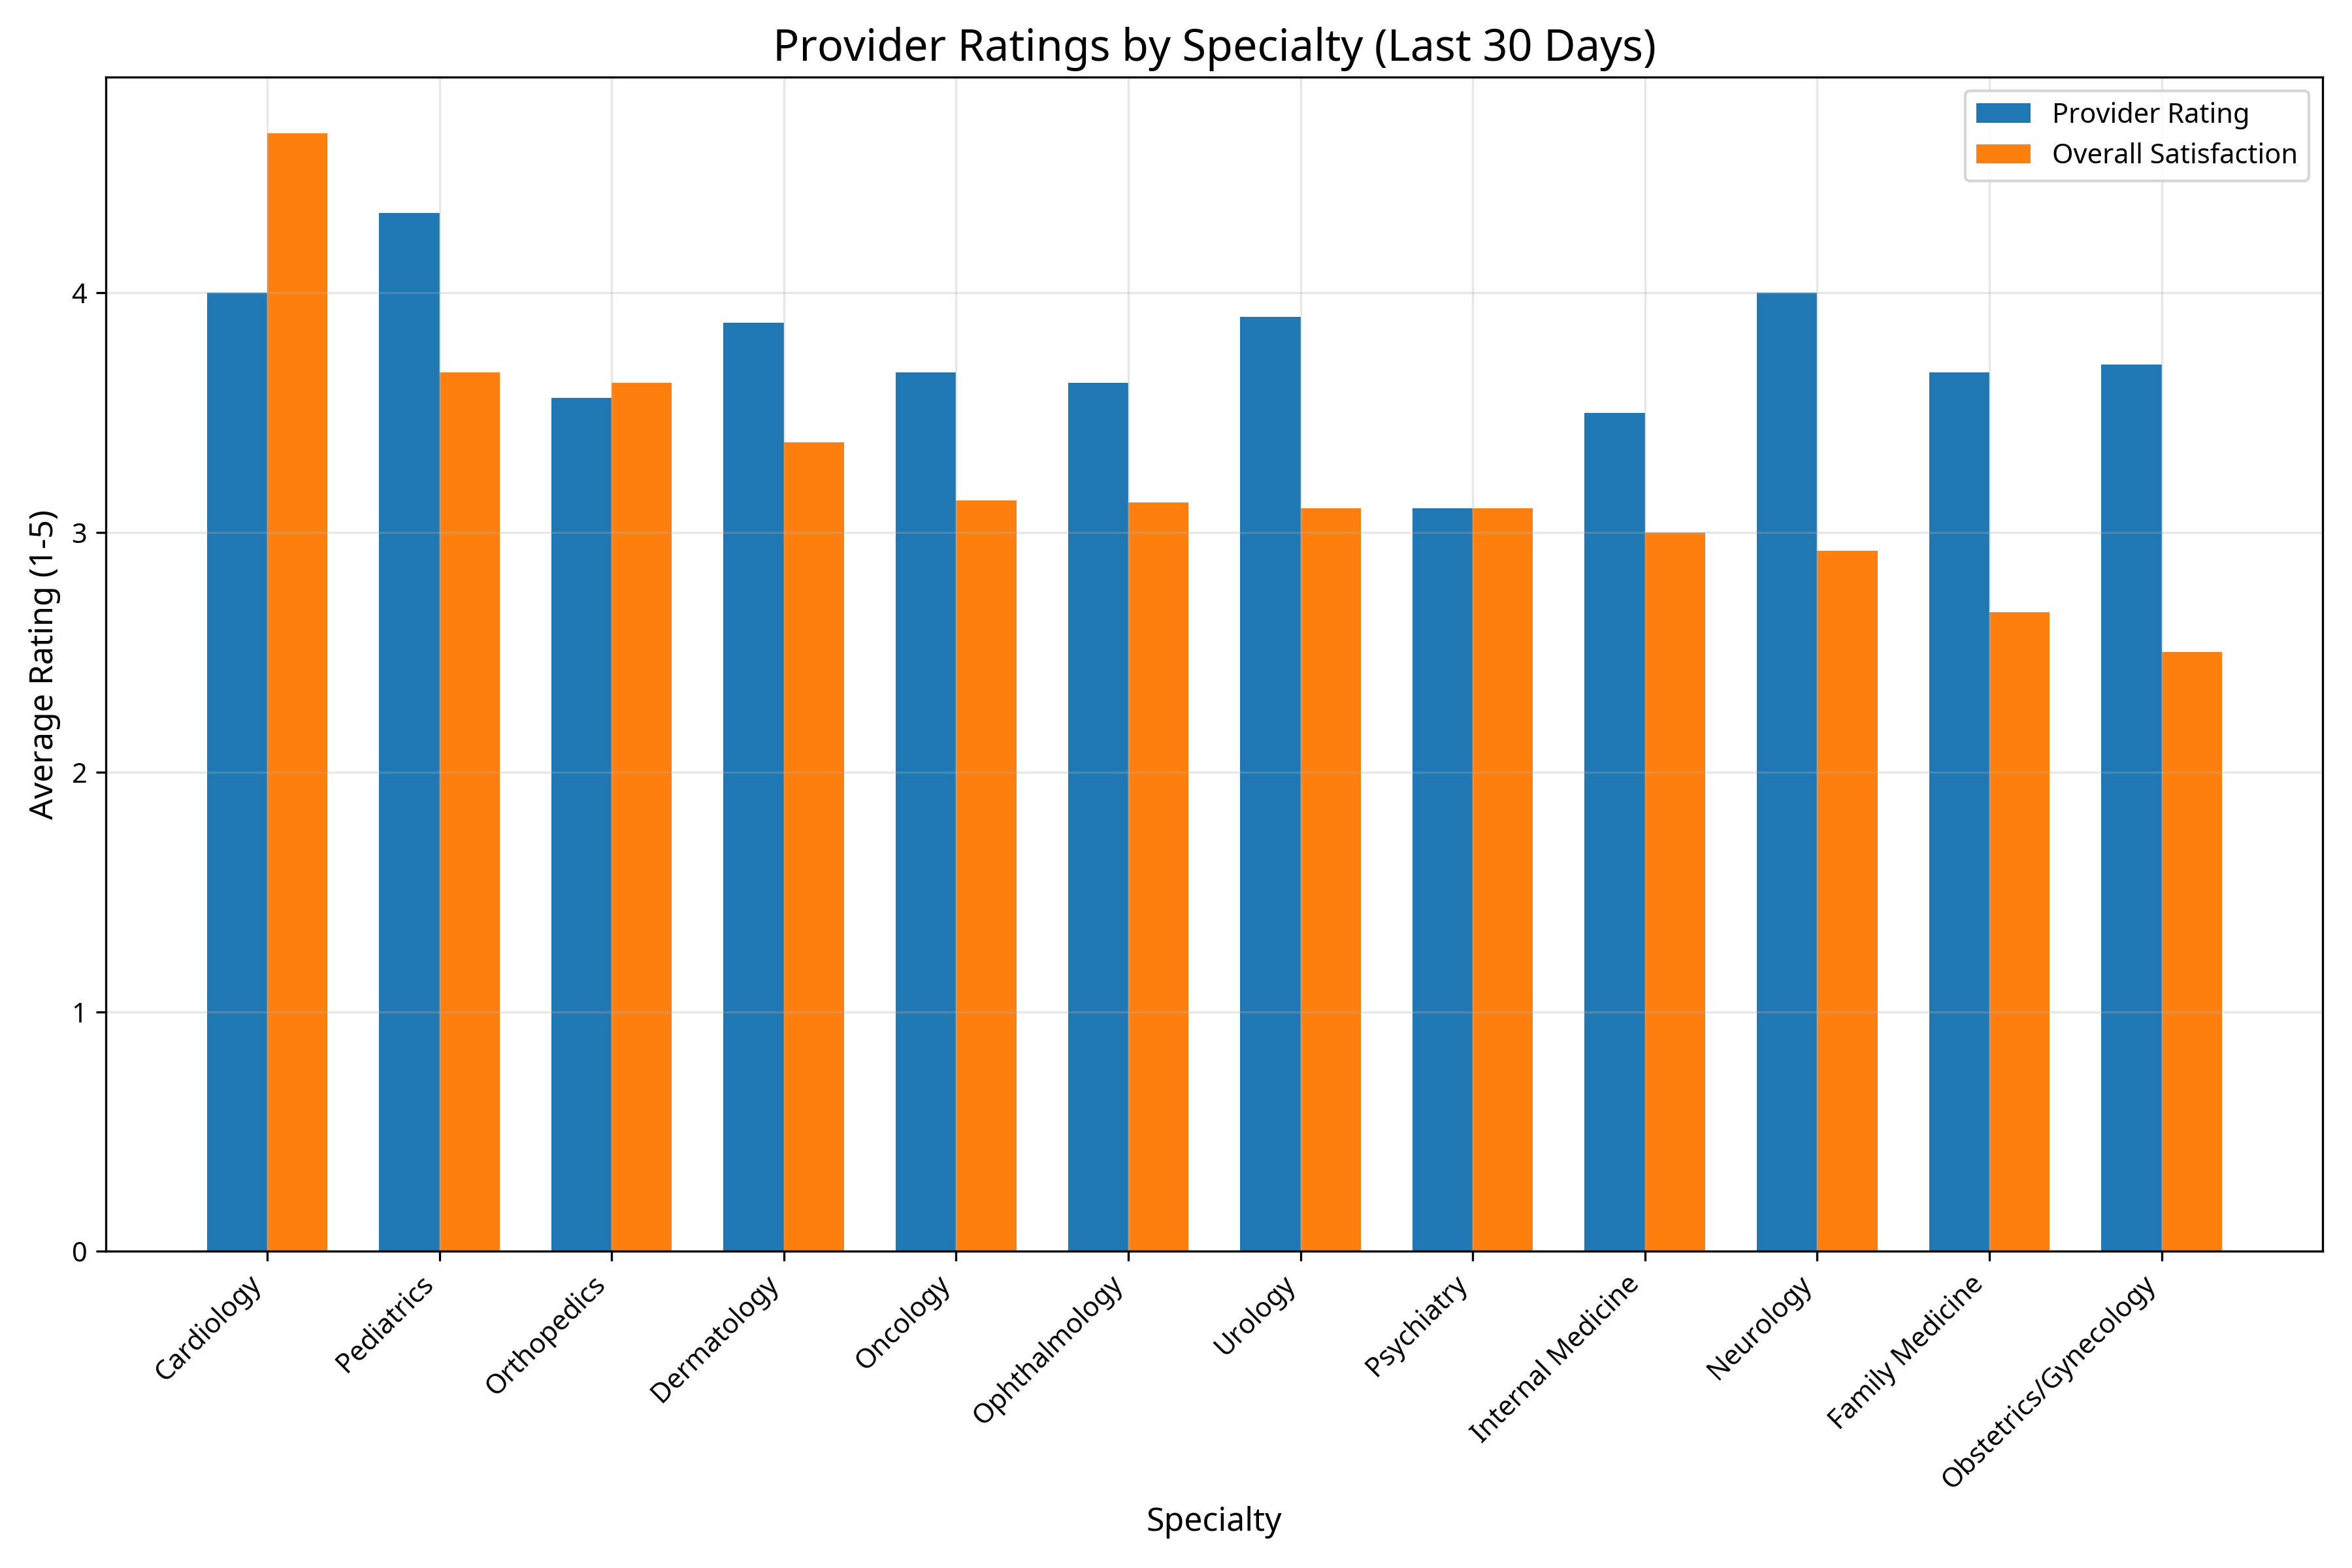 Provider Ratings by Specialty (Last 30 Days)
Provider Rating
Overall Satisfaction
Average Rating (1-5)
4
3
2
1
0
Cardiology
Pediatrics
Orthopedics
Dermatology
Oncology
Ophthalmology
Urology
Psychiatry
Internal Medicine
Neurology
Family Medicine
Obstetrics/Gynecology
Specialty